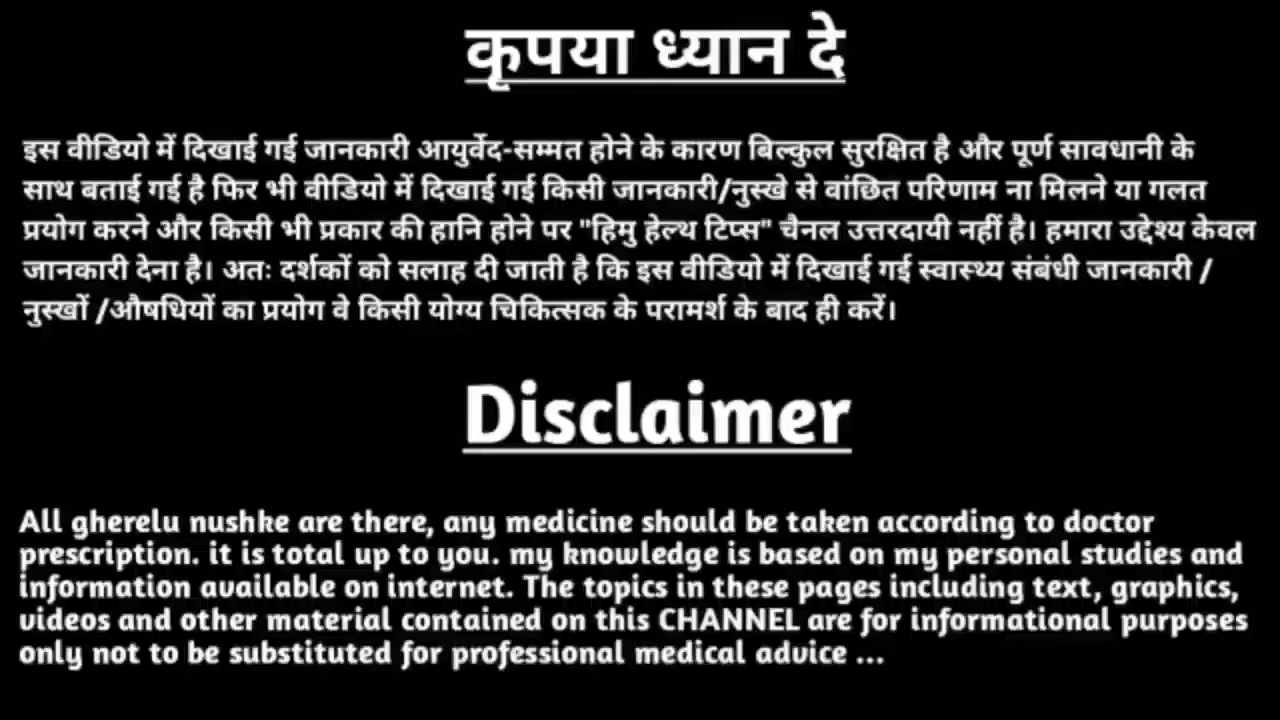 कृपया ध्यान दे
इस वीडियो में दिखाई गई जानकारी आयुर्वेद-सम्मत होने के कारण बिल्कुल सुरक्षित है और पूर्ण सावधानी के
साथ बताई गई है फिर भी वीडियो में दिखाई गई किसी जानकारी/नुस्खे से वांछित परिणाम ना मिलने या गलत
प्रयोग करने और किसी भी प्रकार की हानि होने पर "हिमु हेल्थ टिप्स" चैनल उत्तरदायी नहीं है। हमारा उद्देश्य केवल
जानकारी देना है। अतः दर्शकों को सलाह दी जाती है कि इस वीडियो में दिखाई गई स्वास्थ्य संबंधी जानकारी /
नुस्खों /औषधियों का प्रयोग वे किसी योग्य चिकित्सक के परामर्श के बाद ही करें।
Disclaimer
All gherelu nushke are there, any medicine should be taken according to doctor
prescription. it is total up to you. my knowledge is based on my personal studies and
information available on internet. The topics in these pages including text, graphics,
videos and other material contained on this CHANNEL are for informational purposes
only not to be substituted for professional medical advice ...